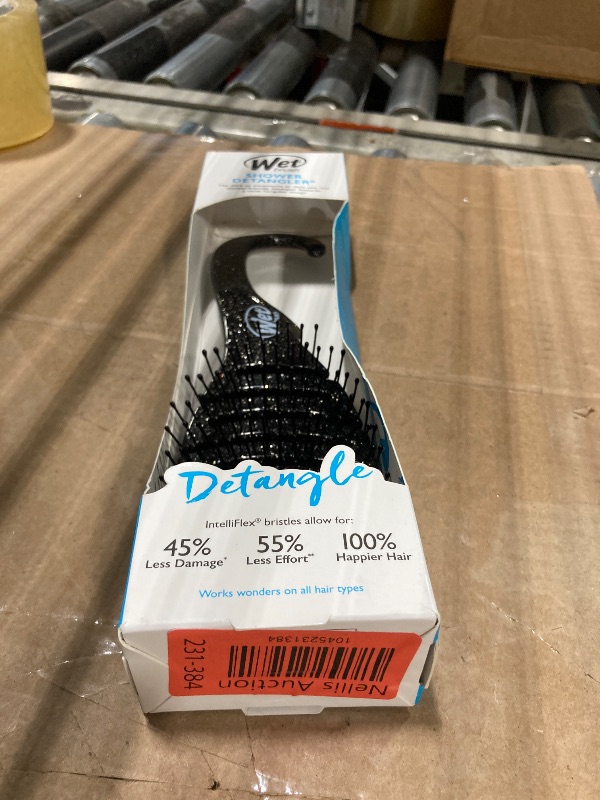 Wet
BRUSH
SHOWER
DETANGLER®
Wet
Detangle
IntelliFlex® bristles allow for:
45%
Less Damage*
55%
Less Effort**
100%
Happier Hair
Works wonders on all hair types
1045231384
Nellis Auction
231-384